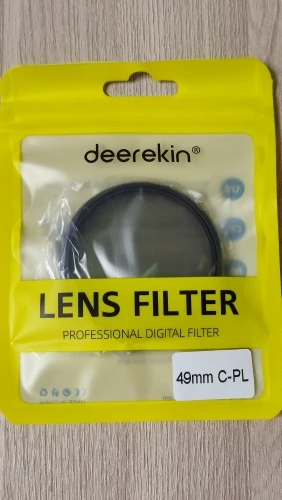 deerekin®
LENS FILTER
PROFESSIONAL DIGITAL FILTER
49mm C-PL